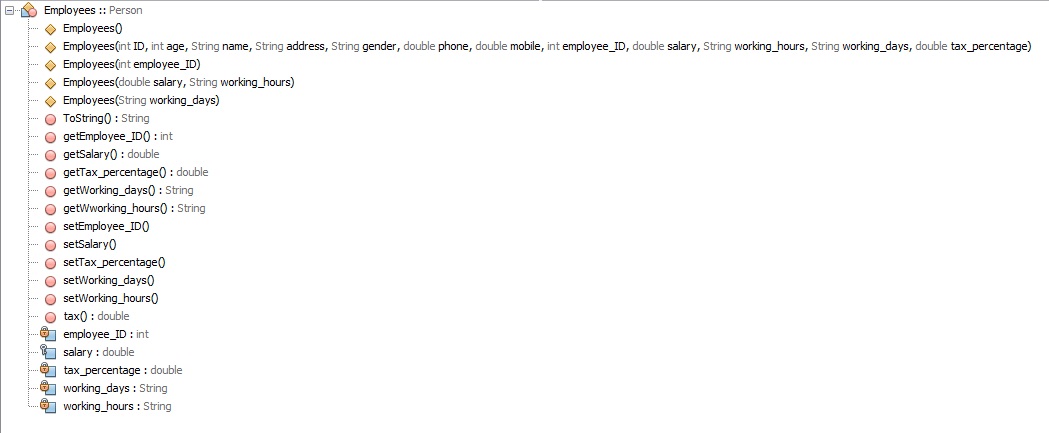 Employees :: Person
Employees()
Employees(int ID, int age, String name, String address, String gender, double phone, double mobile, int employee_ID, double salary, String working_hours, String working_days, double tax_percentage)
Employees(int employee_ID)
Employees(double salary, String working_hours)
Employees(String working_days)
ToString() : String
getEmployee_ID() : int
getSalary() : double
getTax_percentage() : double
getWorking_days() : String
getWworking_hours() : String
setEmployee_ID()
setSalary()
setTax_percentage()
setWorking_days()
setWorking_hours()
tax() : double
employee_ID : int
salary : double
tax_percentage : double
working_days : String
working_hours : String